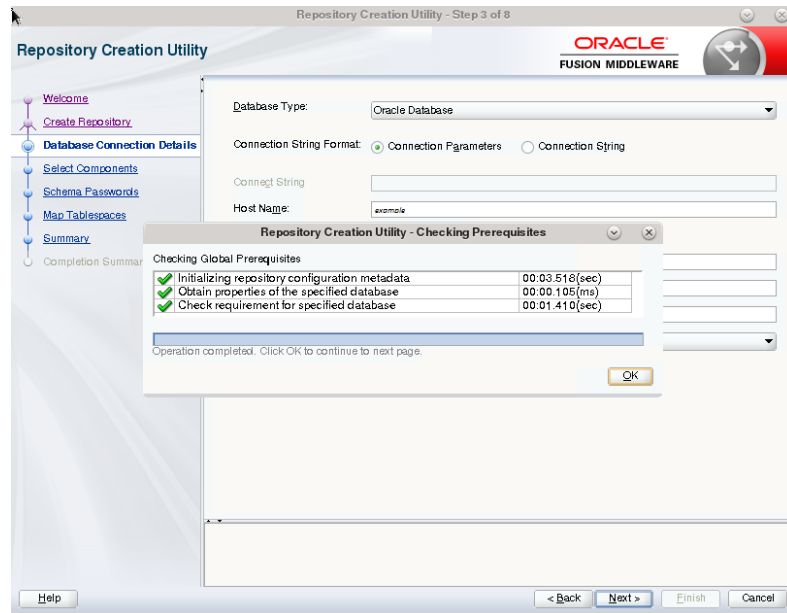 Repository Creation Utility - Step 3 of 8
Repository Creation Utility
ORACLE
FUSION MIDDLEWARE
Welcome
Create Repository
Database Connection Details
Select Components
Schema Passwords
Map Tablespaces
Summary
Completion Summar
Database Type:
Oracle Database
Connection String Format:
Connection Parameters
Connection String
Connect String
Host Name:
example
Repository Creation Utility - Checking Prerequisites
Checking Global Prerequisites
Initializing repository configuration metadata 00:03.518(sec)
Obtain properties of the specified database 00:00.105(ms)
Check requirement for specified database 00:01.410(sec)
Operation completed. Click OK to continue to next page.
OK
Help
< Back
Next >
Finish
Cancel